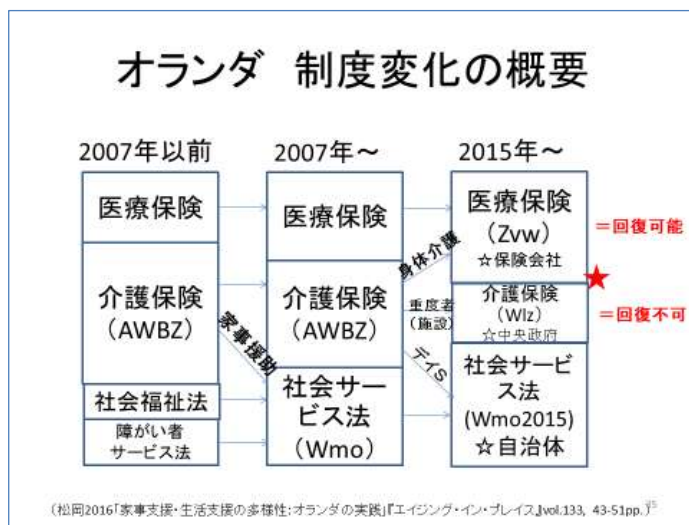 オランダ 制度変化の概要
2007年以前
2007年～
2015年～
医療保険
介護保険
（AWBZ）
社会福祉法
障がい者
サービス法
家事援助
医療保険
介護保険
（AWBZ）
社会サー
ビス法
（Wmo）
身体介護
重度者
（施設）
デイS
医療保険
（Zvw）
☆保険会社
介護保険
（Wlz）
☆中央政府
社会サービス
法
(Wmo2015)
☆自治体
＝回復可能
★
＝回復不可
（松岡2016「家事支援・生活支援の多様性：オランダの実践」『エイジング・イン・プレイス』vol.133, 43-51pp.）